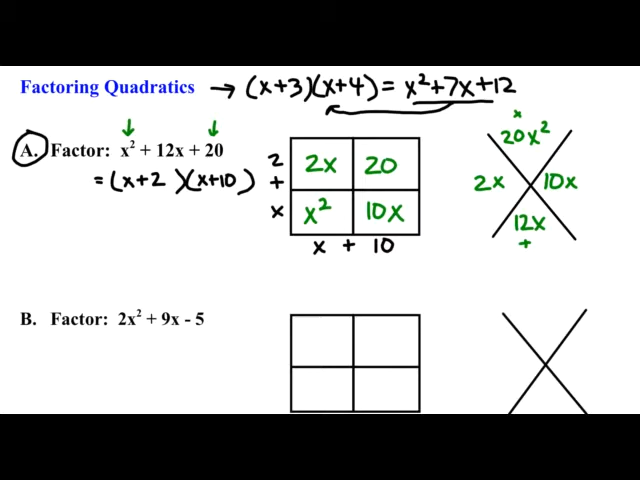 Factoring Quadratics → (x+3)(x+4) = x²+7x+12
A. Factor: x² + 12x + 20
= (x+2)(x+10)
2 + x
2x 20
x² 10x
x + 10
×
20x²
2x 10x
12x
+
B. Factor: 2x² + 9x - 5